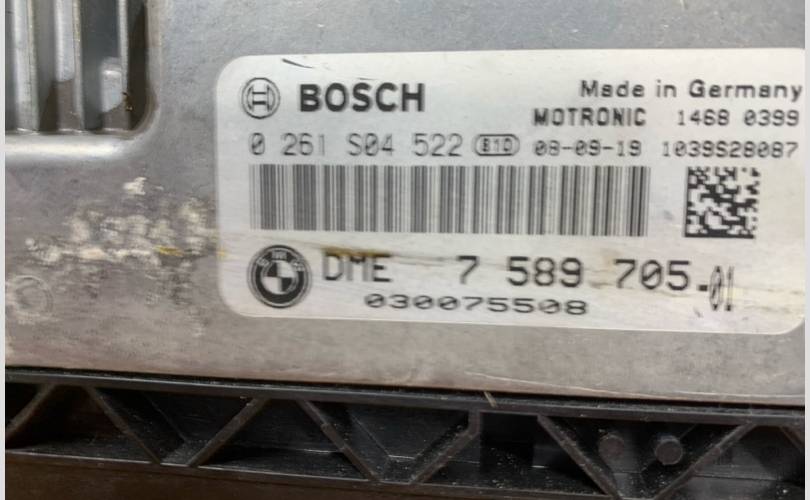 BOSCH
Made in Germany
MOTRONIC 1468 0399
0 261 S04 522 B1D 08-09-19 1039S28087
DME 7 589 705-01
030075508